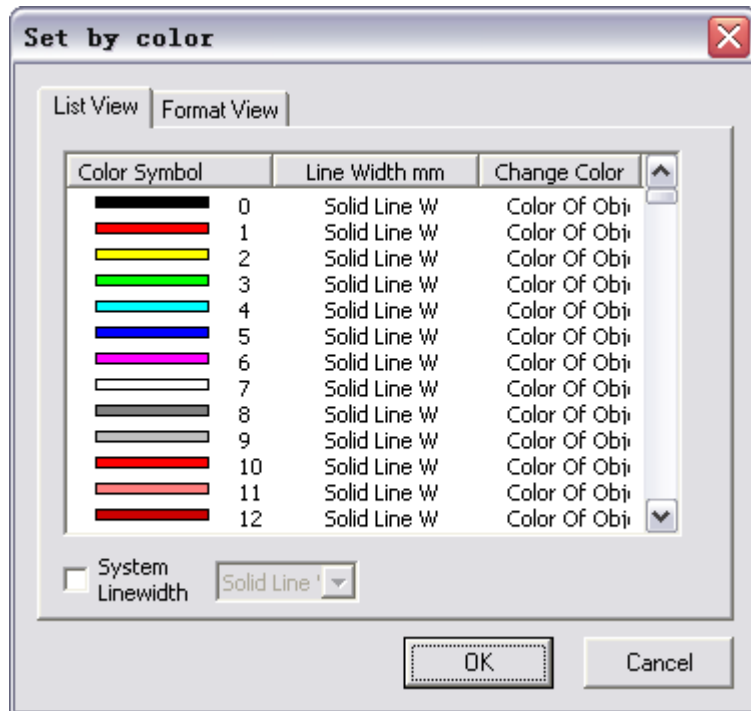 Set by color
List View Format View
Color Symbol Line Width mm Change Color
0 Solid Line W Color Of Obj
1 Solid Line W Color Of Obj
2 Solid Line W Color Of Obj
3 Solid Line W Color Of Obj
4 Solid Line W Color Of Obj
5 Solid Line W Color Of Obj
6 Solid Line W Color Of Obj
7 Solid Line W Color Of Obj
8 Solid Line W Color Of Obj
9 Solid Line W Color Of Obj
10 Solid Line W Color Of Obj
11 Solid Line W Color Of Obj
12 Solid Line W Color Of Obj
System
Linewidth
Solid Line
OK Cancel